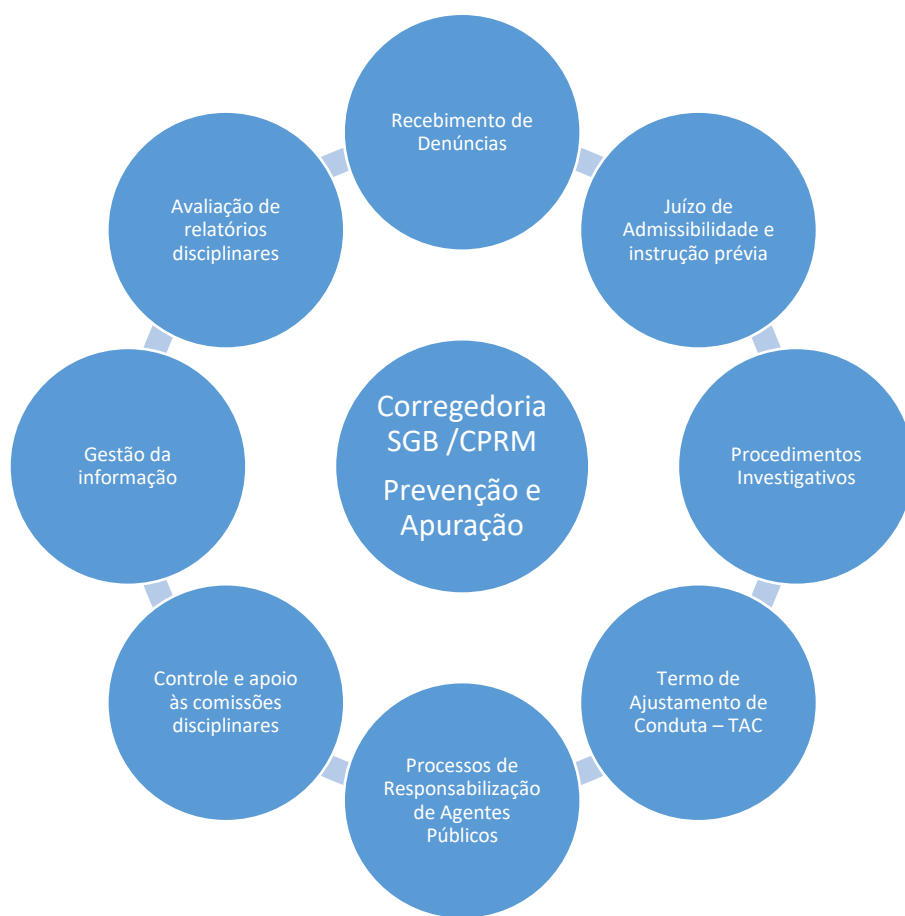 Recebimento de
Denúncias
Juízo de
Admissibilidade e
instrução prévia
Procedimentos
Investigativos
Termo de
Ajustamento de
Conduta – TAC
Processos de
Responsabilização
de Agentes
Públicos
Controle e apoio
às comissões
disciplinares
Gestão da
informação
Avaliação de
relatórios
disciplinares
Corregedoria
SGB /CPRM
Prevenção e
Apuração